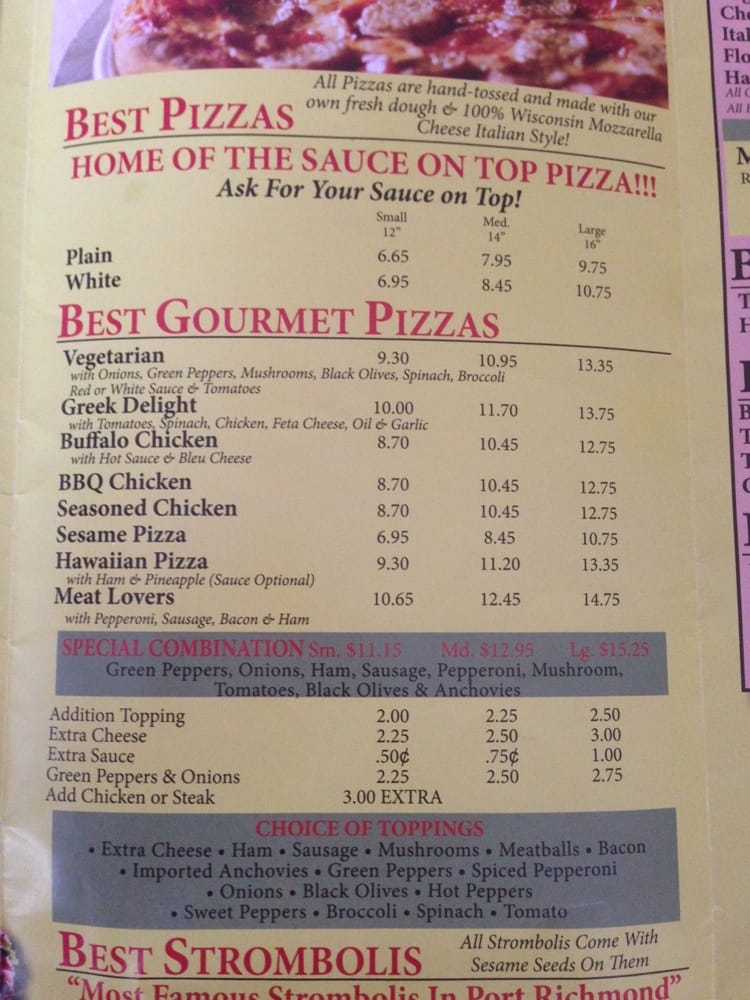 BEST PIZZAS
All Pizzas are hand-tossed and made with our
own fresh dough & 100% Wisconsin Mozzarella
Cheese Italian Style!
HOME OF THE SAUCE ON TOP PIZZA!!!
Ask For Your Sauce on Top!
Small Med. Large
12" 14" 16"
Plain 6.65 7.95 9.75
White 6.95 8.45 10.75
BEST GOURMET PIZZAS
Vegetarian 9.30 10.95 13.35
with Onions, Green Peppers, Mushrooms, Black Olives, Spinach, Broccoli
Red or White Sauce & Tomatoes
Greek Delight 10.00 11.70 13.75
with Tomatoes, Spinach, Chicken, Feta Cheese, Oil & Garlic
Buffalo Chicken 8.70 10.45 12.75
with Hot Sauce & Bleu Cheese
BBQ Chicken 8.70 10.45 12.75
Seasoned Chicken 8.70 10.45 12.75
Sesame Pizza 6.95 8.45 10.75
Hawaiian Pizza 9.30 11.20 13.35
with Ham & Pineapple (Sauce Optional)
Meat Lovers 10.65 12.45 14.75
with Pepperoni, Sausage, Bacon & Ham
SPECIAL COMBINATION Sm. $11.15 Md. $12.95 Lg. $15.25
Green Peppers, Onions, Ham, Sausage, Pepperoni, Mushroom,
Tomatoes, Black Olives & Anchovies
Addition Topping 2.00 2.25 2.50
Extra Cheese 2.25 2.50 3.00
Extra Sauce .50¢ .75¢ 1.00
Green Peppers & Onions 2.25 2.50 2.75
Add Chicken or Steak 3.00 EXTRA
CHOICE OF TOPPINGS
• Extra Cheese • Ham • Sausage • Mushrooms • Meatballs • Bacon
• Imported Anchovies • Green Peppers • Spiced Pepperoni
• Onions • Black Olives • Hot Peppers
• Sweet Peppers • Broccoli • Spinach • Tomato
BEST STROMBOLIS
All Strombolis Come With
Sesame Seeds On Them
"Most Famous Strombolis In Port Richmond"